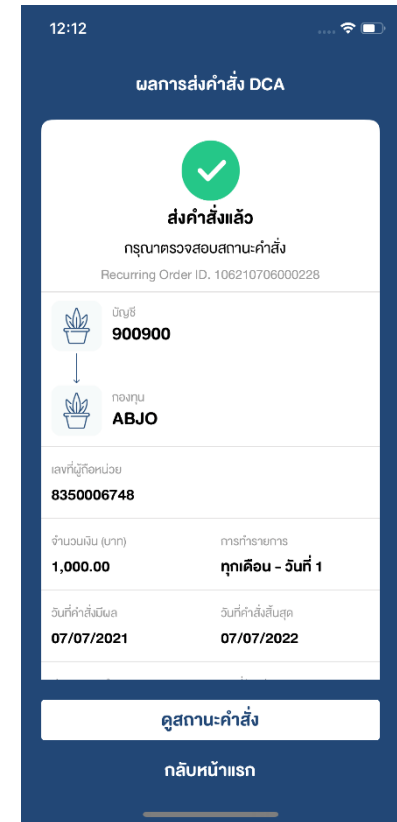 12:12
ผลการส่งคำสั่ง DCA
ส่งคำสั่งแล้ว
กรุณาตรวจสอบสถานะคำสั่ง
Recurring Order ID. 106210706000228
บัญชี
900900
กองทุน
ABJO
เลขที่ผู้ถือหน่วย
8350006748
จำนวนเงิน (บาท) การทำรายการ
1,000.00 ทุกเดือน - วันที่ 1
วันที่คำสั่งมีผล วันที่คำสั่งสิ้นสุด
07/07/2021 07/07/2022
ดูสถานะคำสั่ง
กลับหน้าแรก